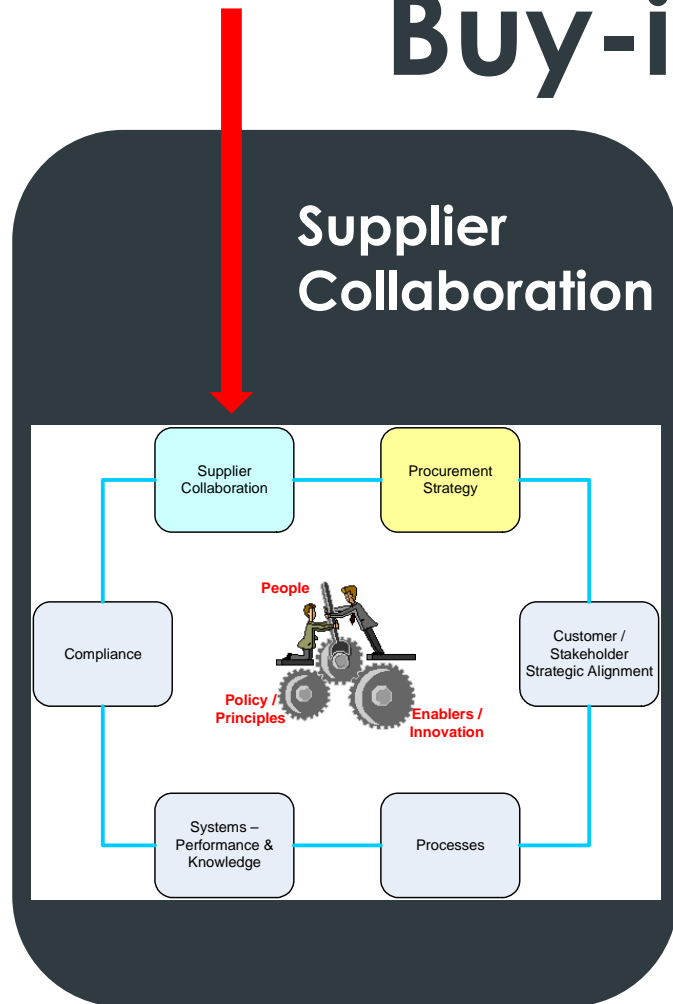 Buy-i
Supplier
Collaboration
Supplier
Collaboration
Procurement
Strategy
People
Compliance
Customer /
Stakeholder
Strategic Alignment
Policy /
Principles
Enablers /
Innovation
Systems –
Performance &
Knowledge
Processes